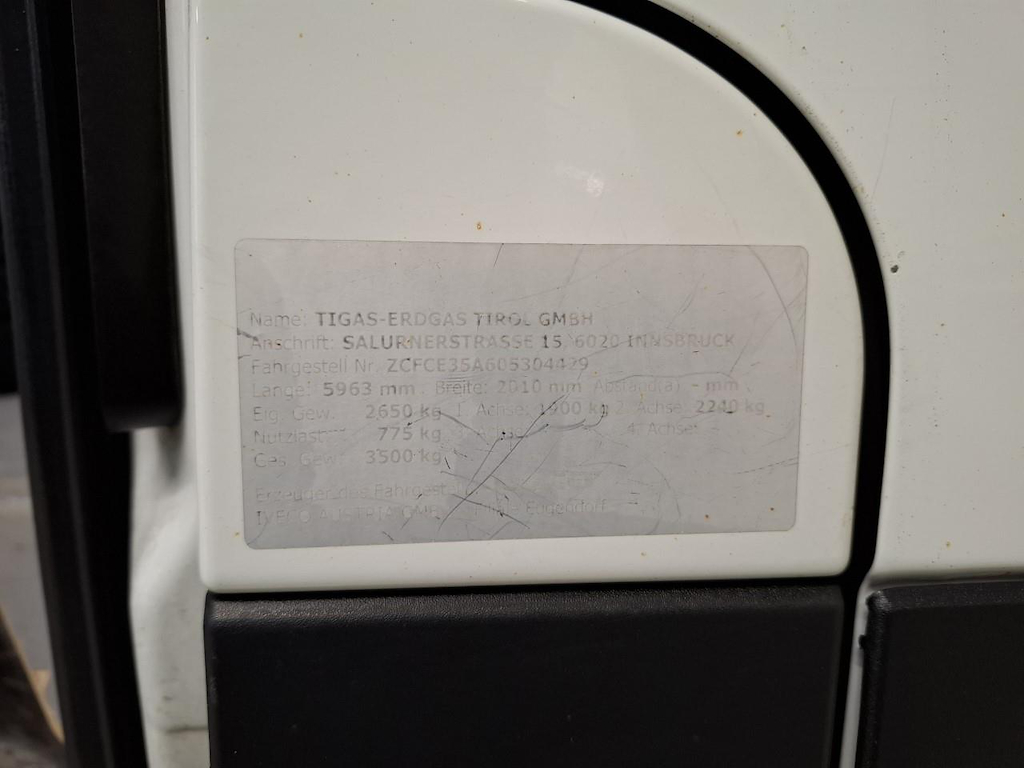 Name: TIGAS-ERDGAS TIROL GMBH
Anschrift: SALURNERSTRASSE 15, 6020 INNSBRUCK
Fahrgestell Nr. ZCFCE35A605304429
Länge: 5963 mm . Breite: 2010 mm Abstand(a) - mm .
Eig. Gew. 2650 kg 1. Achse: 1900 kg 2. Achse: 2240 kg
Nutzlast 775 kg 4. Achse: -
Ges. Gew. 3500 kg
Erzeuger des Fahrgest
IVECO AUSTRIA Eugendorf